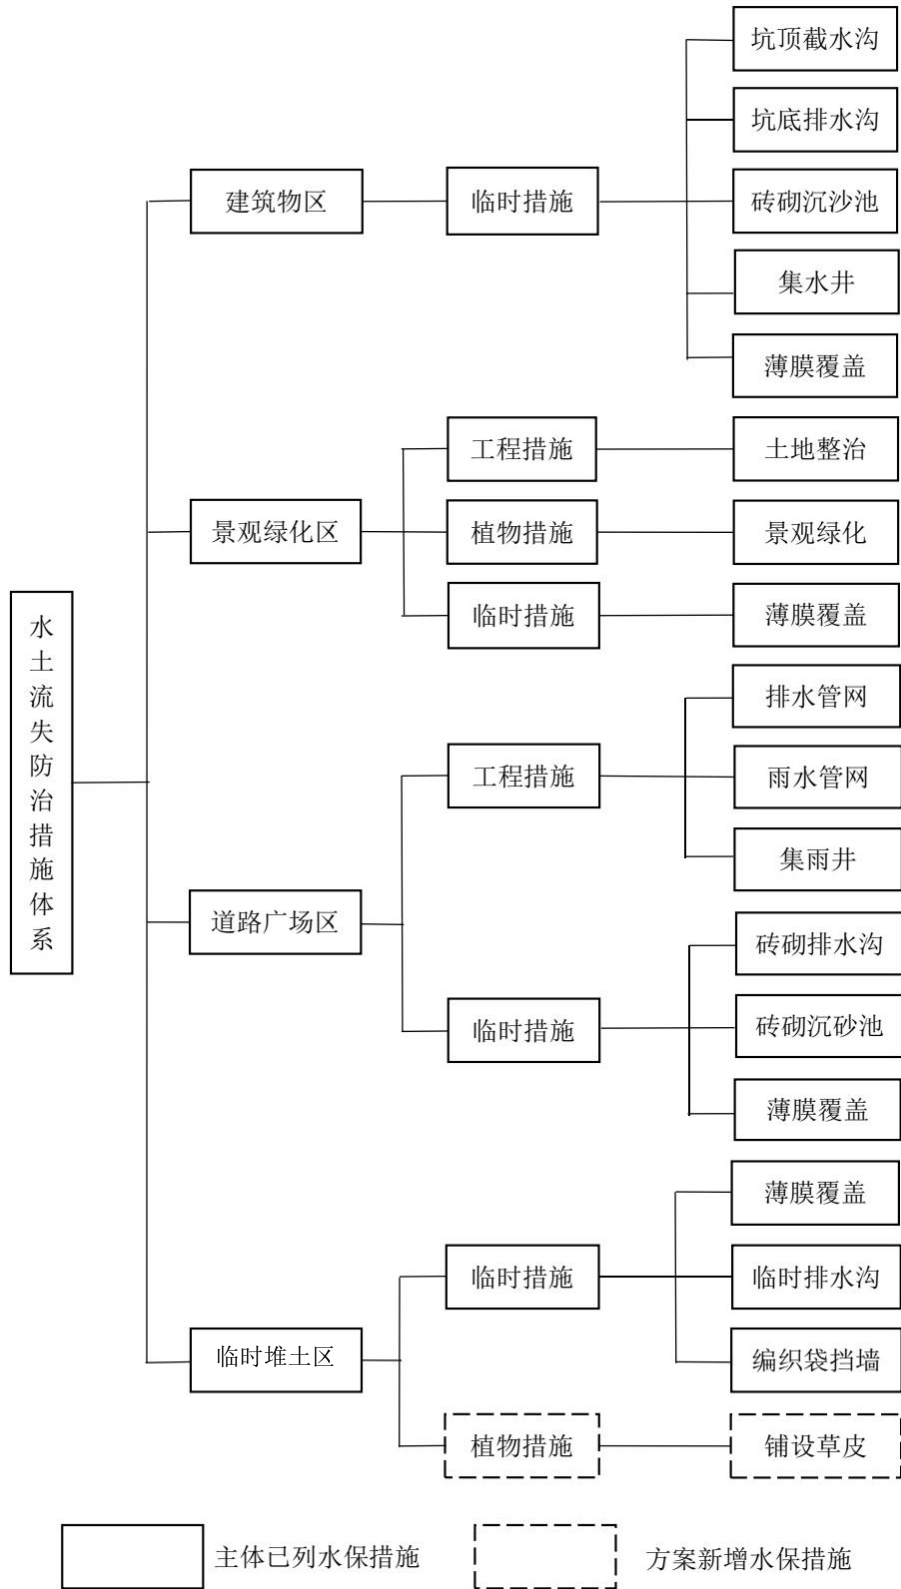 水土流失防治措施体系
建筑物区
临时措施
坑顶截水沟
坑底排水沟
砖砌沉沙池
集水井
薄膜覆盖
景观绿化区
工程措施
土地整治
植物措施
景观绿化
临时措施
薄膜覆盖
道路广场区
工程措施
排水管网
雨水管网
集雨井
临时措施
砖砌排水沟
砖砌沉砂池
薄膜覆盖
临时堆土区
临时措施
薄膜覆盖
临时排水沟
编织袋挡墙
植物措施
铺设草皮
主体已列水保措施
方案新增水保措施